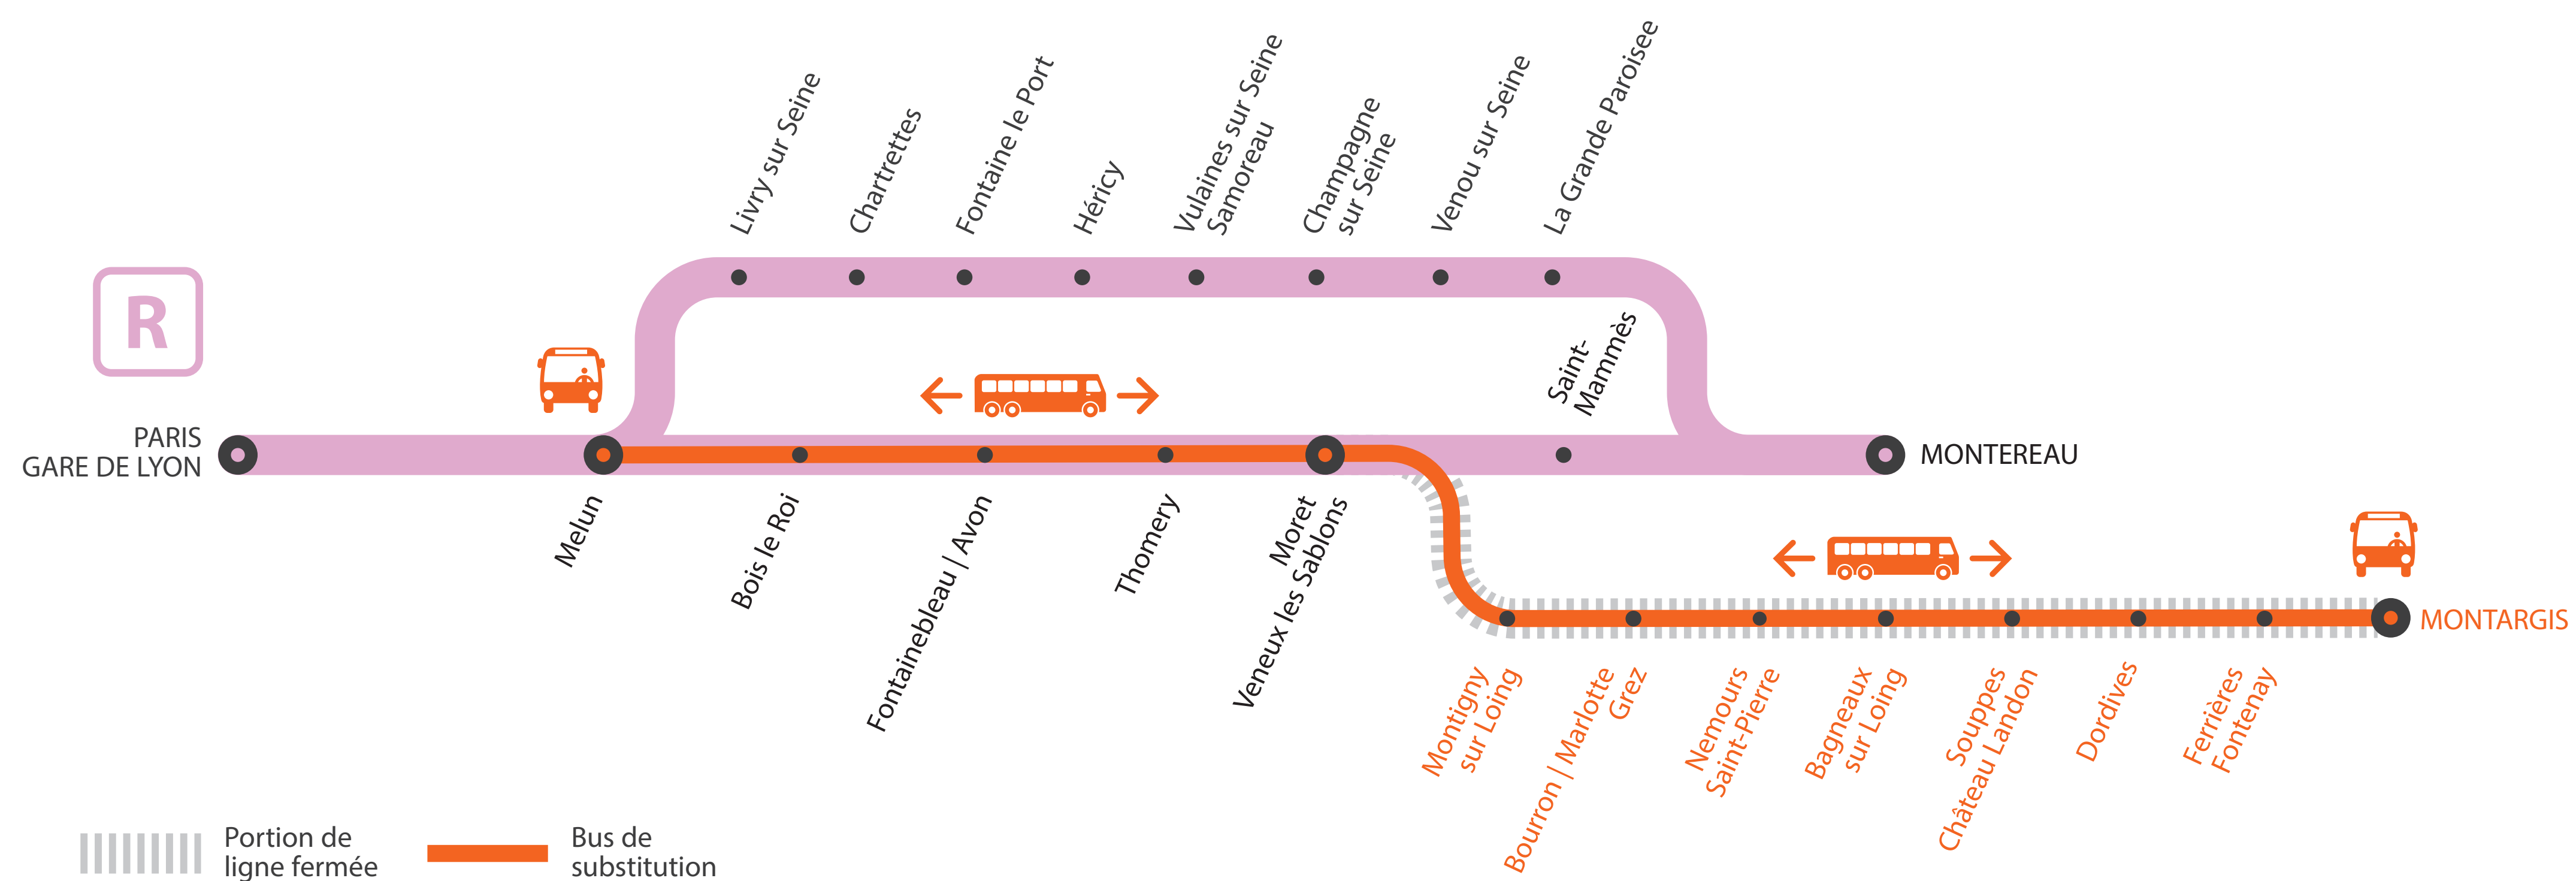 Livry sur Seine
Chartrettes
Fontaine le Port
Héricy
Vulaines sur Seine
Samoreau
Champagne
sur Seine
Venou sur Seine
La Grande Paroisee
R
Saint-
Mammès
PARIS
GARE DE LYON
MONTEREAU
Melun
Bois le Roi
Fontainebleau | Avon
Thomery
Moret
Veneux les Sablons
MONTARGIS
Montigny
sur Loing
Bourron | Marlotte
Grez
Nemours
Saint-Pierre
Bagneaux
sur Loing
Souppes
Château Landon
Dordives
Ferrières
Fontenay
Portion de
ligne fermée
Bus de
substitution